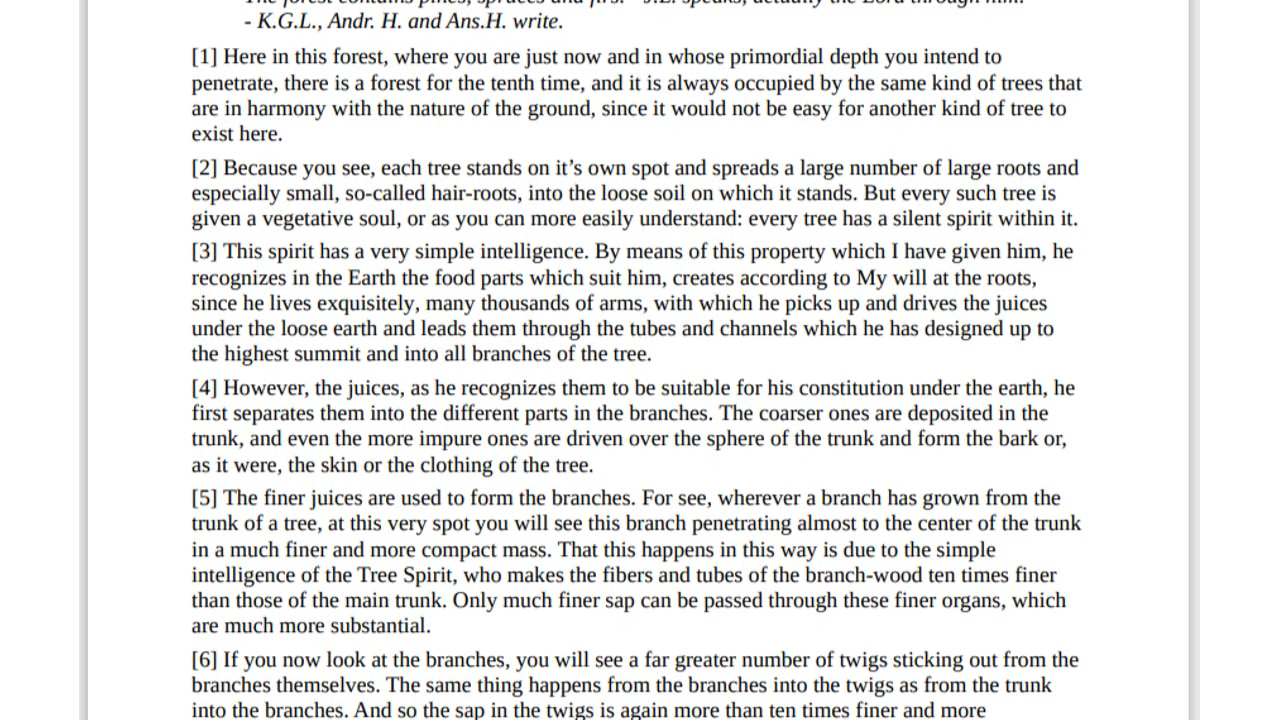 The forest contains pines, spruces and firs. - J.L. speaks, actually the Lord through him.
- K.G.L., Andr. H. and Ans.H. write.
[1] Here in this forest, where you are just now and in whose primordial depth you intend to
penetrate, there is a forest for the tenth time, and it is always occupied by the same kind of trees that
are in harmony with the nature of the ground, since it would not be easy for another kind of tree to
exist here.
[2] Because you see, each tree stands on it’s own spot and spreads a large number of large roots and
especially small, so-called hair-roots, into the loose soil on which it stands. But every such tree is
given a vegetative soul, or as you can more easily understand: every tree has a silent spirit within it.
[3] This spirit has a very simple intelligence. By means of this property which I have given him, he
recognizes in the Earth the food parts which suit him, creates according to My will at the roots,
since he lives exquisitely, many thousands of arms, with which he picks up and drives the juices
under the loose earth and leads them through the tubes and channels which he has designed up to
the highest summit and into all branches of the tree.
[4] However, the juices, as he recognizes them to be suitable for his constitution under the earth, he
first separates them into the different parts in the branches. The coarser ones are deposited in the
trunk, and even the more impure ones are driven over the sphere of the trunk and form the bark or,
as it were, the skin or the clothing of the tree.
[5] The finer juices are used to form the branches. For see, wherever a branch has grown from the
trunk of a tree, at this very spot you will see this branch penetrating almost to the center of the trunk
in a much finer and more compact mass. That this happens in this way is due to the simple
intelligence of the Tree Spirit, who makes the fibers and tubes of the branch-wood ten times finer
than those of the main trunk. Only much finer sap can be passed through these finer organs, which
are much more substantial.
[6] If you now look at the branches, you will see a far greater number of twigs sticking out from the
branches themselves. The same thing happens from the branches into the twigs as from the trunk
into the branches. And so the sap in the twigs is again more than ten times finer and more